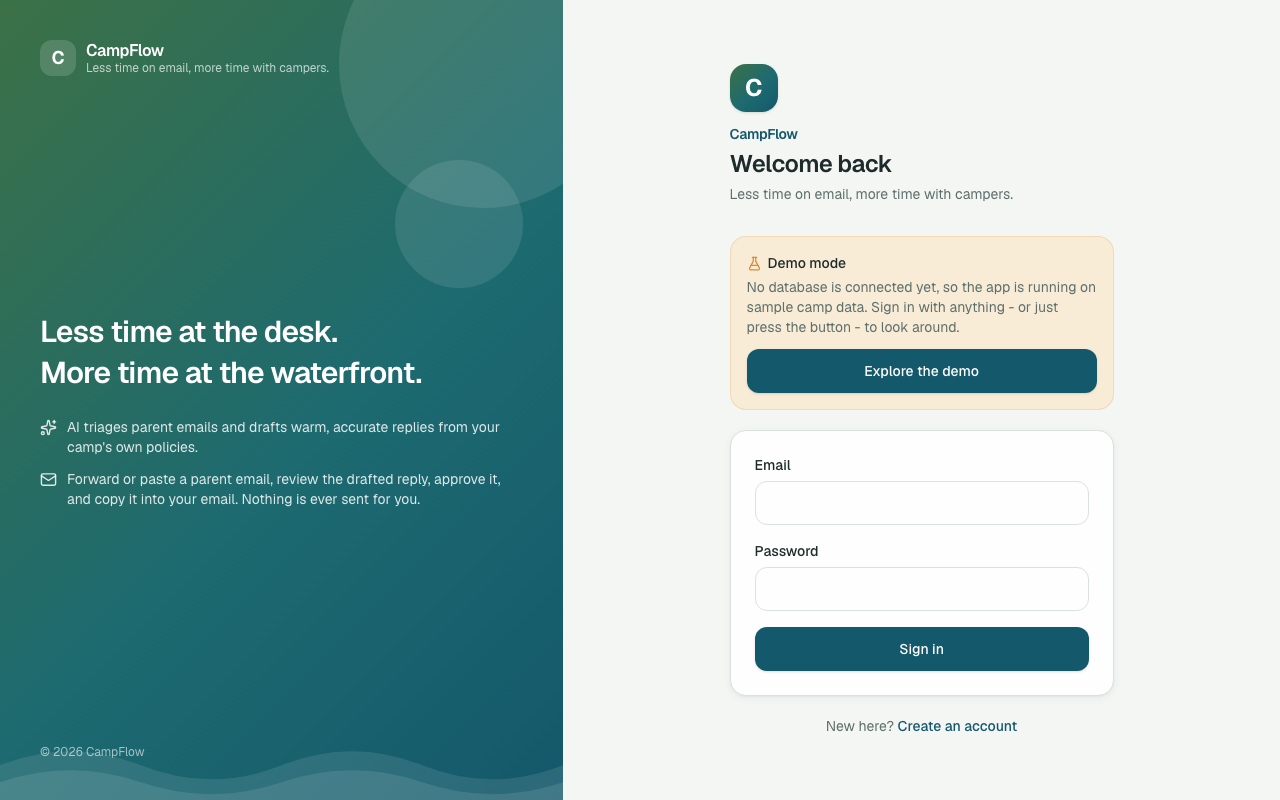 C
CampFlow
Less time on email, more time with campers.
Less time at the desk.
More time at the waterfront.
AI triages parent emails and drafts warm, accurate replies from your
camp's own policies.
Forward or paste a parent email, review the drafted reply, approve it,
and copy it into your email. Nothing is ever sent for you.
© 2026 CampFlow
C
CampFlow
Welcome back
Less time on email, more time with campers.
Demo mode
No database is connected yet, so the app is running on
sample camp data. Sign in with anything - or just
press the button - to look around.
Explore the demo
Email
Password
Sign in
New here? Create an account